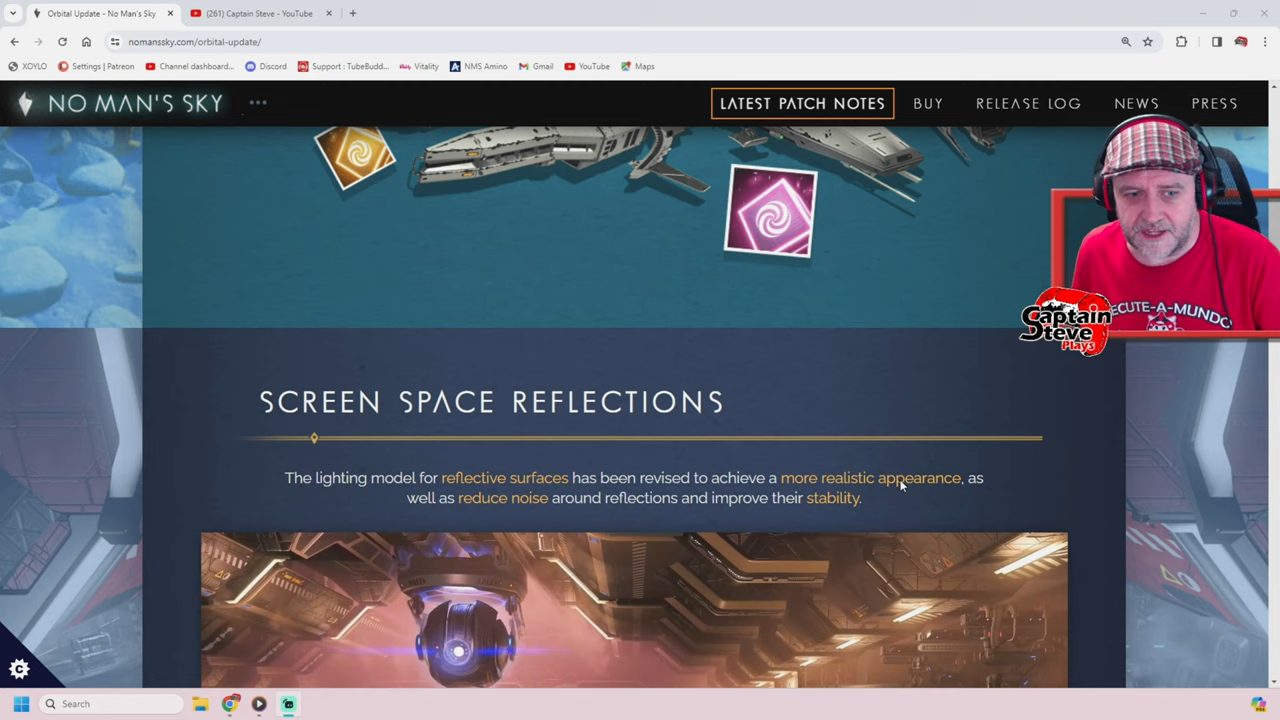 Orbital Update - No Man's Sky
(261) Captain Steve - YouTube
nomanssky.com/orbital-update/
XOYLO
Settings | Patreon
Channel dashboard...
Discord
Support : TubeBudd...
Vitality
NMS Amino
Gmail
YouTube
Maps
NO MAN'S SKY
LATEST PATCH NOTES
BUY
RELEASE LOG
NEWS
PRESS
ECUTE-A-MUNDO
Captain
Steve
Plays
SCREEN SPACE REFLECTIONS
The lighting model for reflective surfaces has been revised to achieve a more realistic appearance, as
well as reduce noise around reflections and improve their stability.
Search